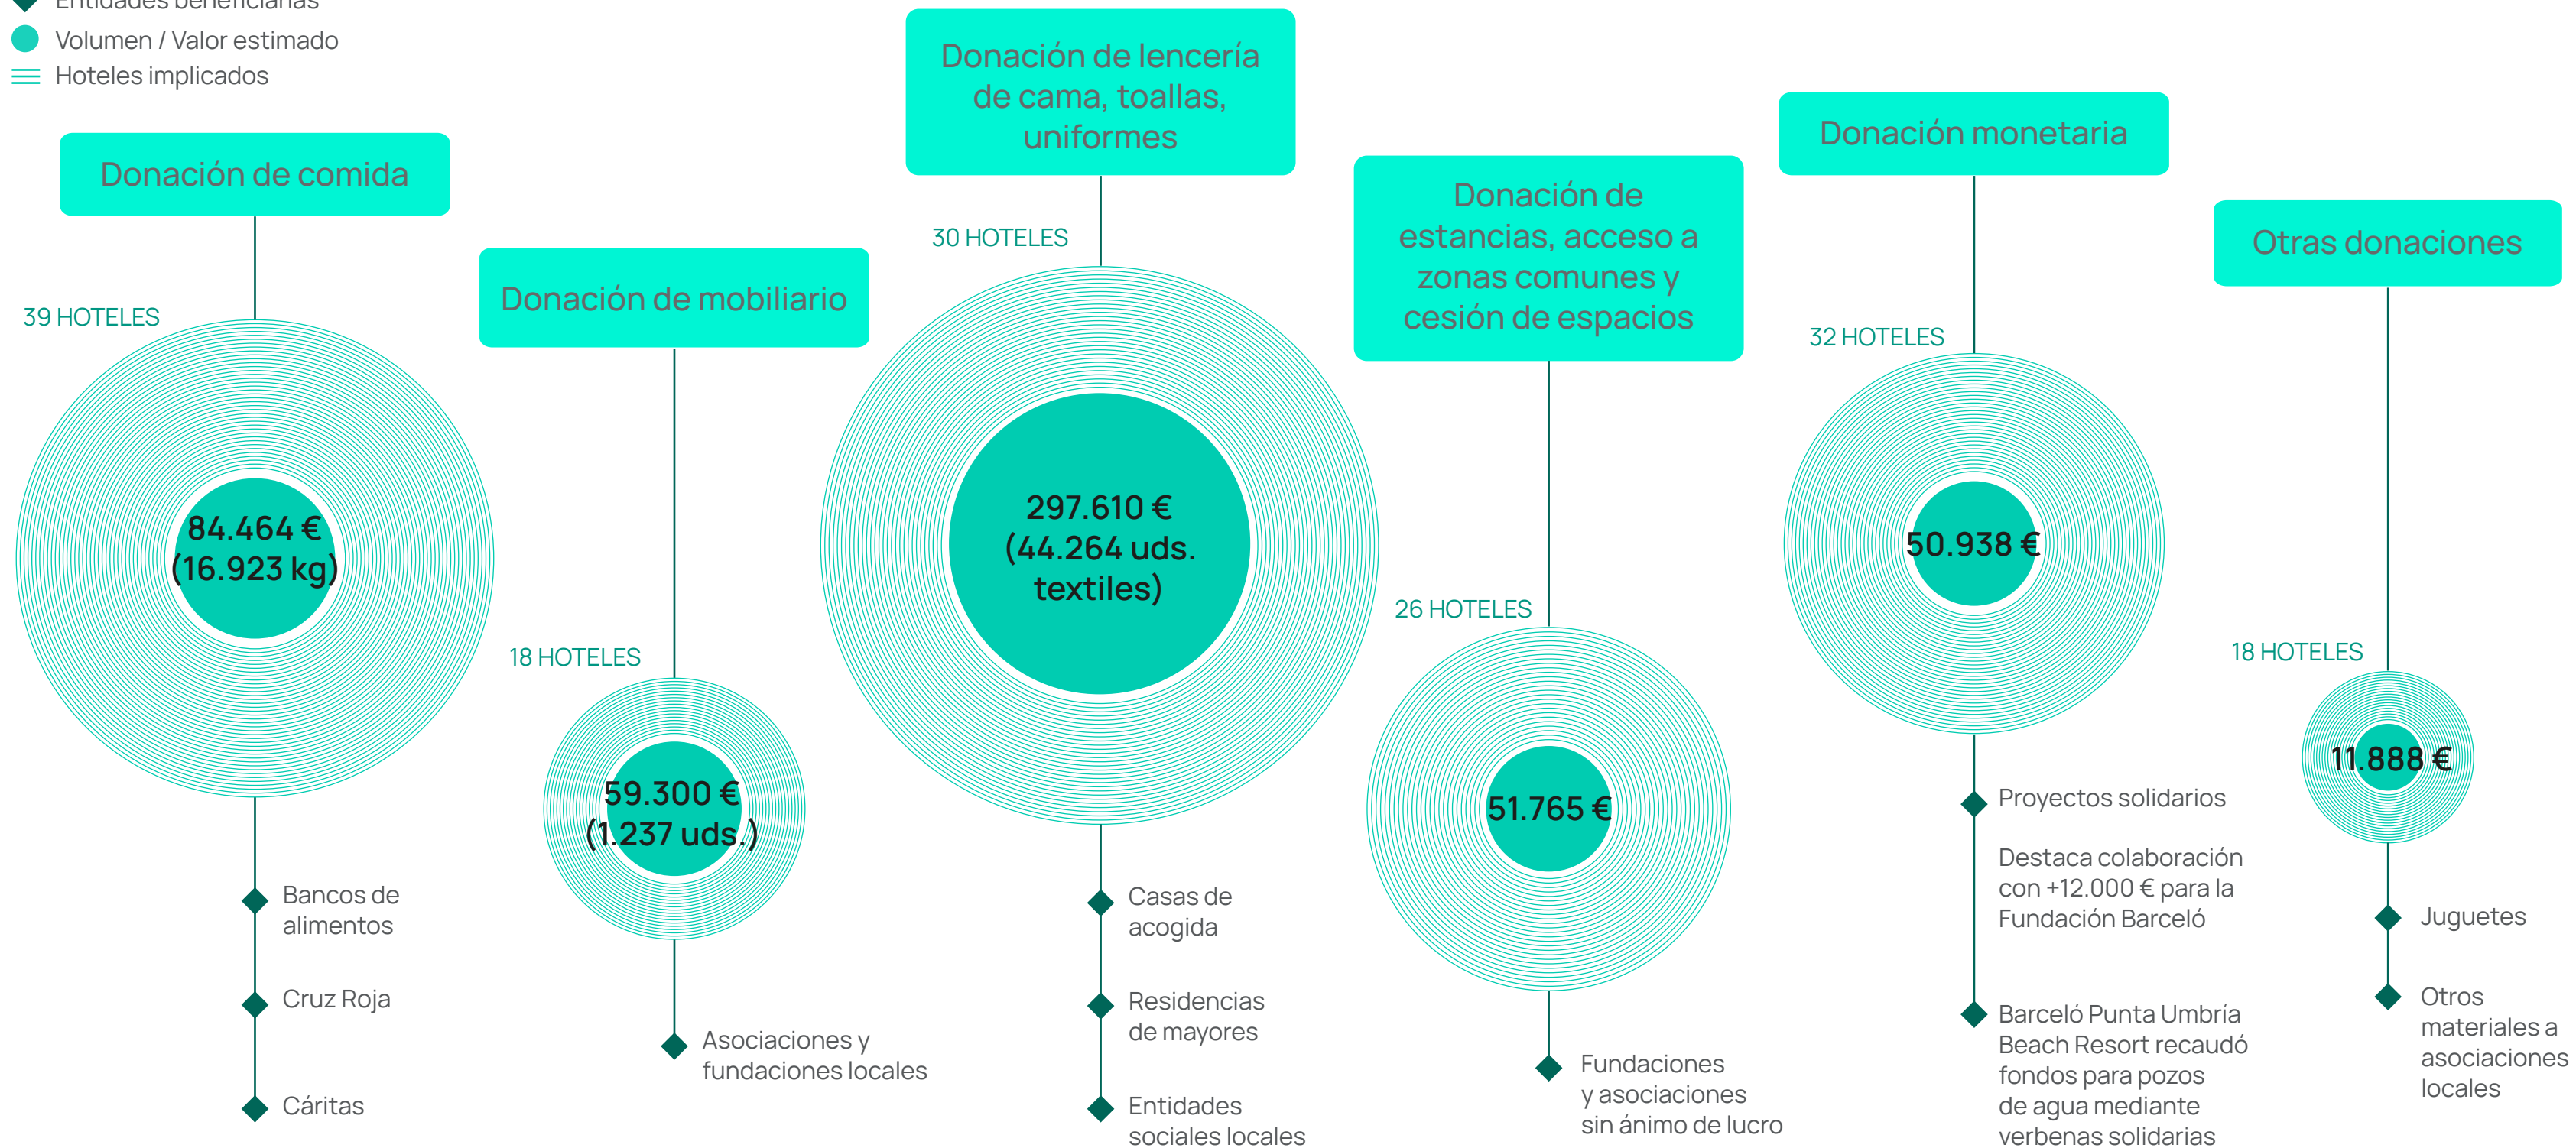 Entidades beneficiarias
Volumen / Valor estimado
Hoteles implicados
Donación de comida
39 HOTELES
84.464 €
(16.923 kg)
Bancos de
alimentos
Cruz Roja
Cáritas
Donación de mobiliario
18 HOTELES
59.300 €
(1.237 uds.)
Asociaciones y
fundaciones locales
Donación de lencería
de cama, toallas,
uniformes
30 HOTELES
297.610 €
(44.264 uds.
textiles)
Casas de
acogida
Residencias
de mayores
Entidades
sociales locales
Donación de
estancias, acceso a
zonas comunes y
cesión de espacios
26 HOTELES
51.765 €
Fundaciones
y asociaciones
sin ánimo de lucro
Donación monetaria
32 HOTELES
50.938 €
Proyectos solidarios
Destaca colaboración
con +12.000 € para la
Fundación Barceló
Barceló Punta Umbría
Beach Resort recaudó
fondos para pozos
de agua mediante
verbenas solidarias
Otras donaciones
18 HOTELES
11.888 €
Juguetes
Otros
materiales a
asociaciones
locales